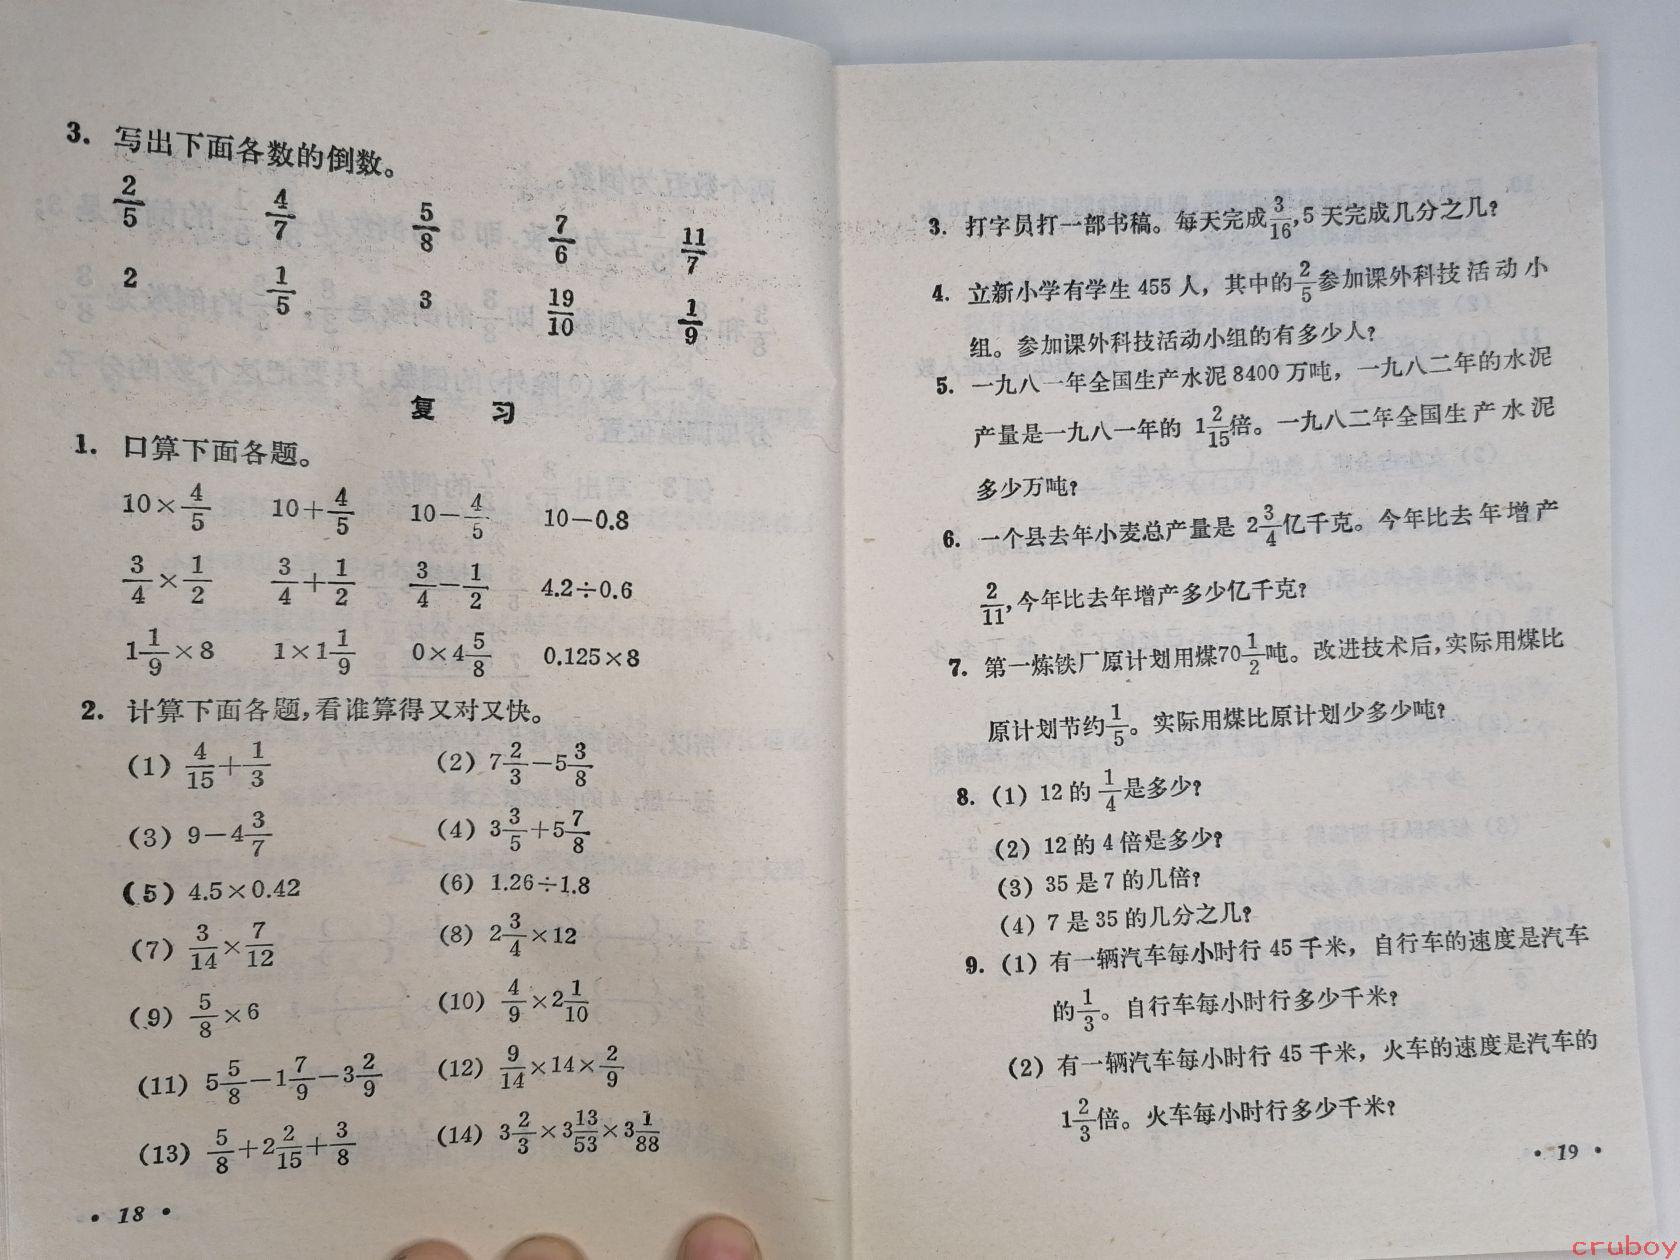 3. 写出下面各数的倒数。
2/5 4/7 5/8 7/6 11/7
2 1/5 3 19/10 1/9
复 习
1. 口算下面各题。
10×4/5 10+4/5 10-4/5 10-0.8
3/4×1/2 3/4+1/2 3/4-1/2 4.2÷0.6
1 1/9×8 1×1 1/9 0×4 5/8 0.125×8
2. 计算下面各题,看谁算得又对又快。
(1) 4/15+1/3 (2) 7 2/3-5 3/8
(3) 9-4 3/7 (4) 3 3/5+5 7/8
(5) 4.5×0.42 (6) 1.26÷1.8
(7) 3/14×7/12 (8) 2 3/4×12
(9) 5/8×6 (10) 4/9×2 1/10
(11) 5 5/8-1 7/9-3 2/9 (12) 9/14×14×2/9
(13) 5/8+2 2/15+3/8 (14) 3 2/3×3 13/53×3 1/88
· 18 ·
3. 打字员打一部书稿。每天完成3/16,5天完成几分之几?
4. 立新小学有学生455人，其中的2/5参加课外科技活动小
组。参加课外科技活动小组的有多少人?
5. 一九八一年全国生产水泥8400万吨，一九八二年的水泥
产量是一九八一年的 1 2/15倍。一九八二年全国生产水泥
多少万吨?
6. 一个县去年小麦总产量是 2 3/4亿千克。今年比去年增产
2/11,今年比去年增产多少亿千克?
7. 第一炼铁厂原计划用煤70 1/2吨。改进技术后,实际用煤比
原计划节约1/5。实际用煤比原计划少多少吨?
8. (1) 12的 1/4是多少?
(2) 12的4倍是多少?
(3) 35是7的几倍?
(4) 7是35的几分之几?
9. (1) 有一辆汽车每小时行45千米，自行车的速度是汽车
的1/3。自行车每小时行多少千米?
(2) 有一辆汽车每小时行45千米，火车的速度是汽车的
1 2/3倍。火车每小时行多少千米?
· 19 ·
cruboy